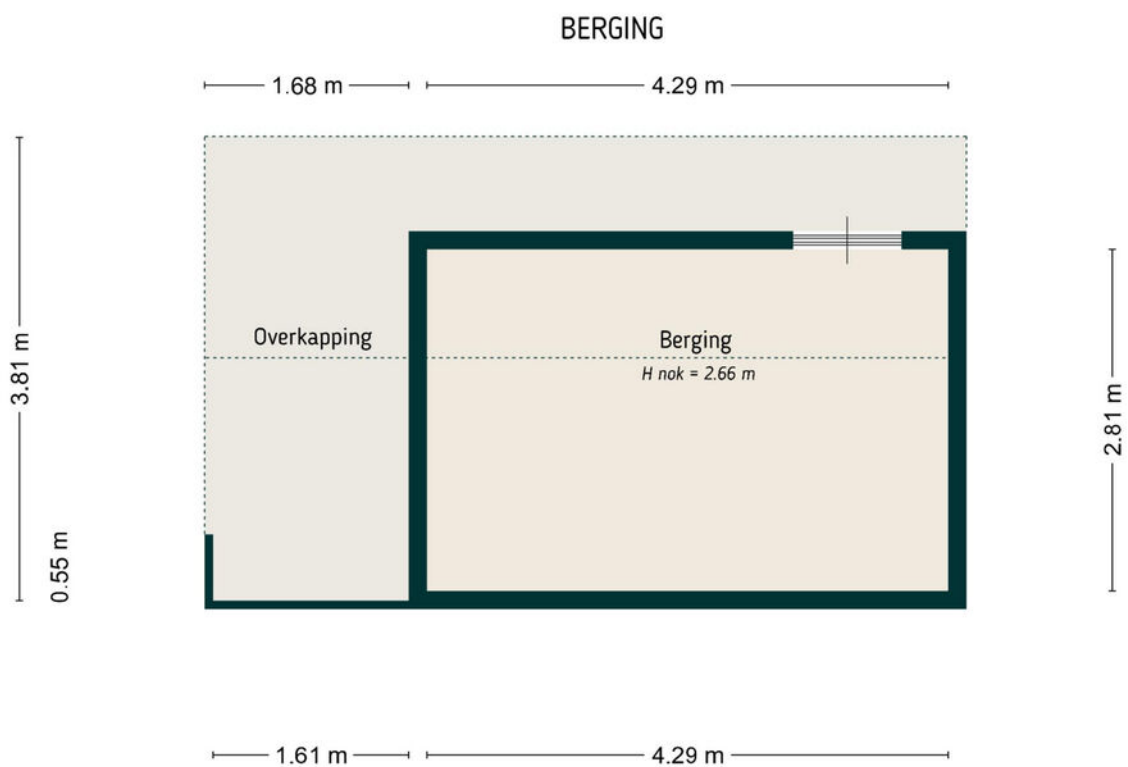 BERGING
1.68 m
4.29 m
3.81 m
Overkapping
Berging
H nok = 2.66 m
2.81 m
0.55 m
1.61 m
4.29 m